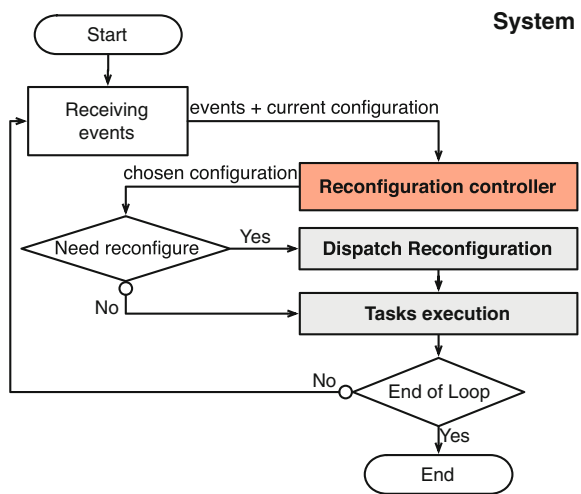 System
Start
Receiving
events
events + current configuration
chosen configuration
Reconfiguration controller
Need reconfigure
Yes
Dispatch Reconfiguration
No
Tasks execution
No
End of Loop
Yes
End